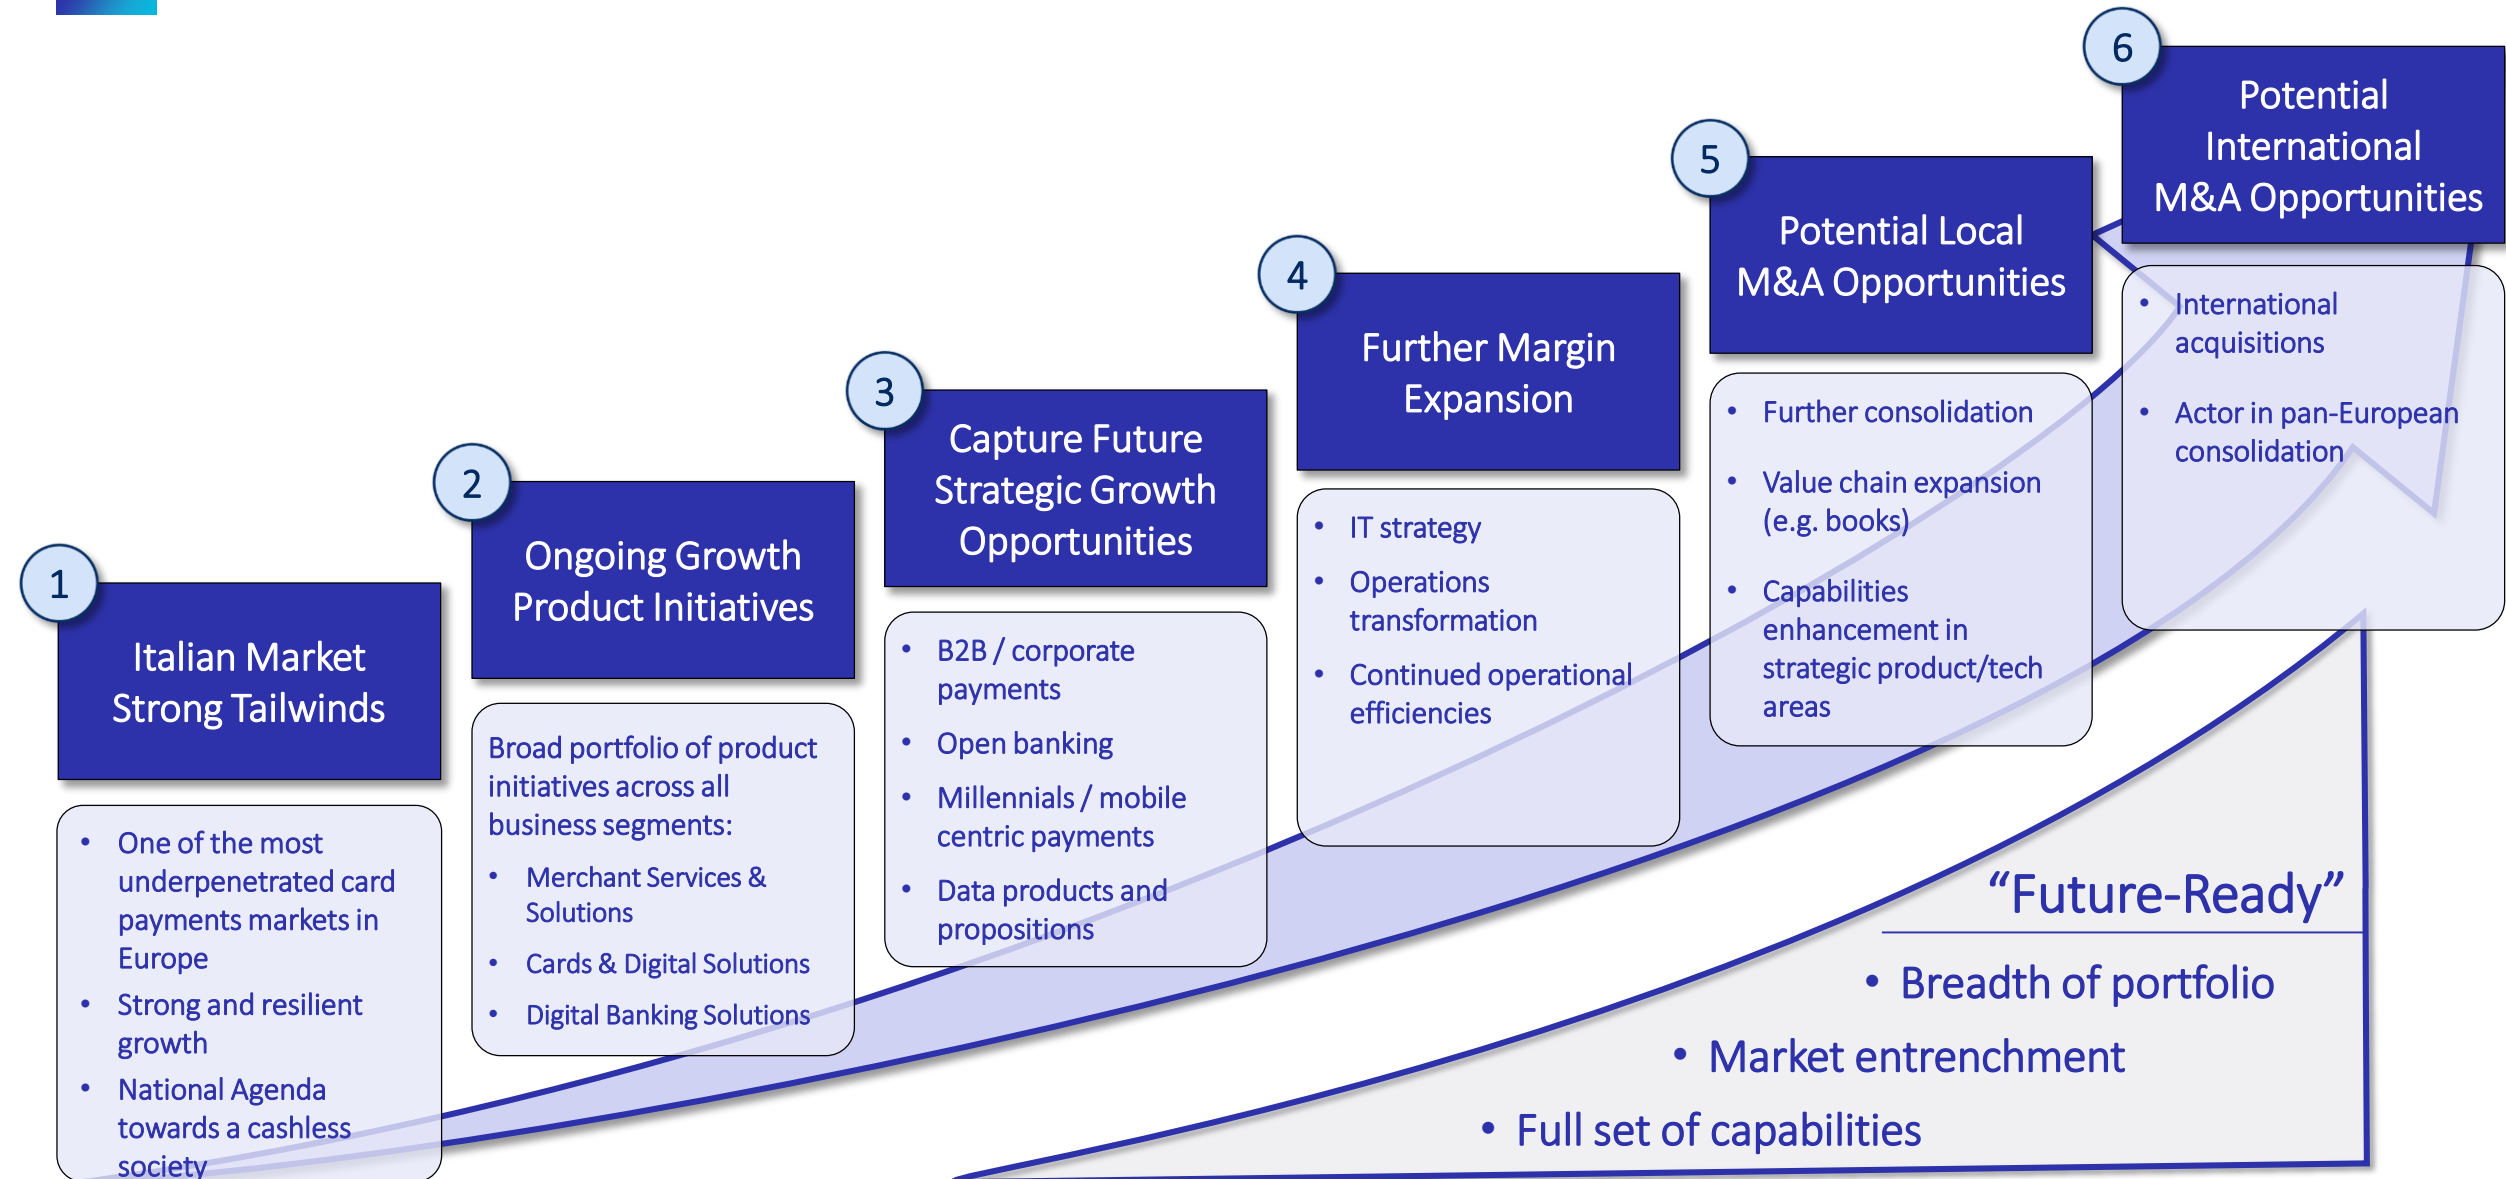 1
Italian Market
Strong Tailwinds
• One of the most
underpenetrated card
payments markets in
Europe
• Strong and resilient
growth
• National Agenda
towards a cashless
society
2
Ongoing Growth
Product Initiatives
Broad portfolio of product
initiatives across all
business segments:
• Merchant Services &
Solutions
• Cards & Digital Solutions
• Digital Banking Solutions
3
Capture Future
Strategic Growth
Opportunities
• B2B / corporate
payments
• Open banking
• Millennials / mobile
centric payments
• Data products and
propositions
4
Further Margin
Expansion
• IT strategy
• Operations
transformation
• Continued operational
efficiencies
5
Potential Local
M&A Opportunities
• Further consolidation
• Value chain expansion
(e.g. books)
• Capabilities
enhancement in
strategic product/tech
areas
6
Potential
International
M&A Opportunities
• International
acquisitions
• Actor in pan-European
consolidation
“Future-Ready”
• Breadth of portfolio
• Market entrenchment
• Full set of capabilities